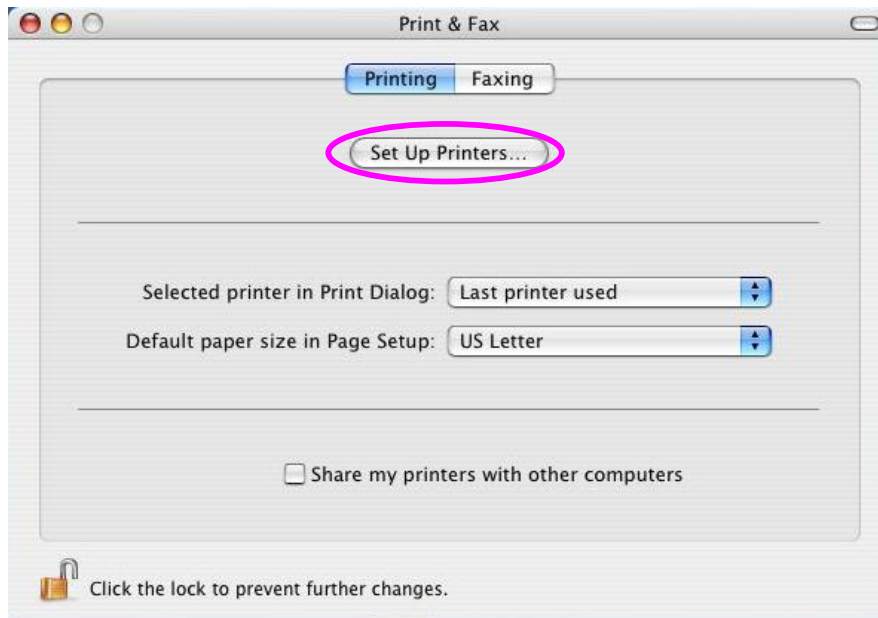 Print & Fax
Printing Faxing
Set Up Printers...
Selected printer in Print Dialog: Last printer used
Default paper size in Page Setup: US Letter
Share my printers with other computers
Click the lock to prevent further changes.